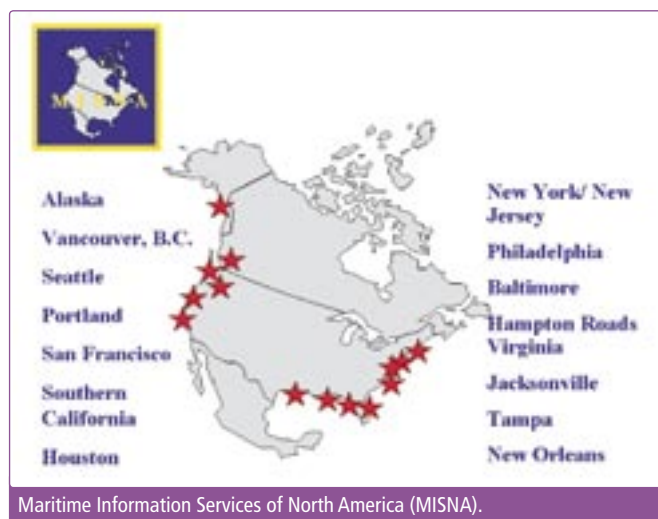 MISNA
Alaska
Vancouver, B.C.
Seattle
Portland
San Francisco
Southern
California
Houston
New York/ New
Jersey
Philadelphia
Baltimore
Hampton Roads
Virginia
Jacksonville
Tampa
New Orleans
Maritime Information Services of North America (MISNA).